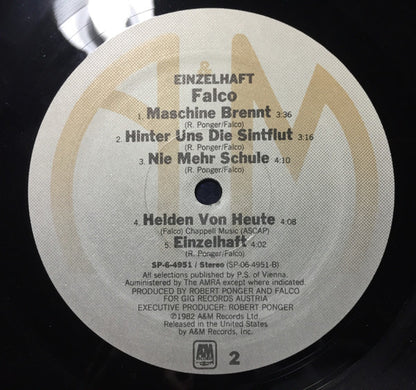 EINZELHAFT
Falco
1. Maschine Brennt 3:36
(R. Ponger/Falco)
2. Hinter Uns Die Sintflut 3:16
(R. Ponger/Falco)
3. Nie Mehr Schule 4:10
(R. Ponger/Falco)
4. Helden Von Heute 4:08
(Falco) Chappell Music (ASCAP)
5. Einzelhaft 4:02
(R. Ponger/Falco)
SP-6-4951 / Stereo (SP-06-4951-B)
All selections published by P.S. of Vienna.
Auministered by The AMRA except where indicated.
PRODUCED BY ROBERT PONGER AND FALCO
FOR GIG RECORDS AUSTRIA
EXECUTIVE PRODUCER: ROBERT PONGER
℗©1982 A&M Records Ltd
Released in the United States
by A&M Records, Inc.
A&M
2